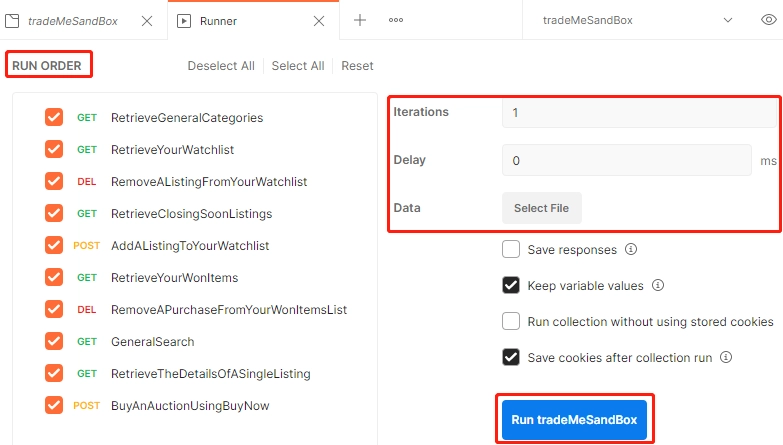 tradeMeSandBox
Runner
tradeMeSandBox
RUN ORDER
Deselect All
Select All
Reset
GET RetrieveGeneralCategories
GET RetrieveYourWatchlist
DEL RemoveAListingFromYourWatchlist
GET RetrieveClosingSoonListings
POST AddAListingToYourWatchlist
GET RetrieveYourWonItems
DEL RemoveAPurchaseFromYourWonItemsList
GET GeneralSearch
GET RetrieveTheDetailsOfASingleListing
POST BuyAnAuctionUsingBuyNow
Iterations 1
Delay 0 ms
Data Select File
Save responses
Keep variable values
Run collection without using stored cookies
Save cookies after collection run
Run tradeMeSandBox